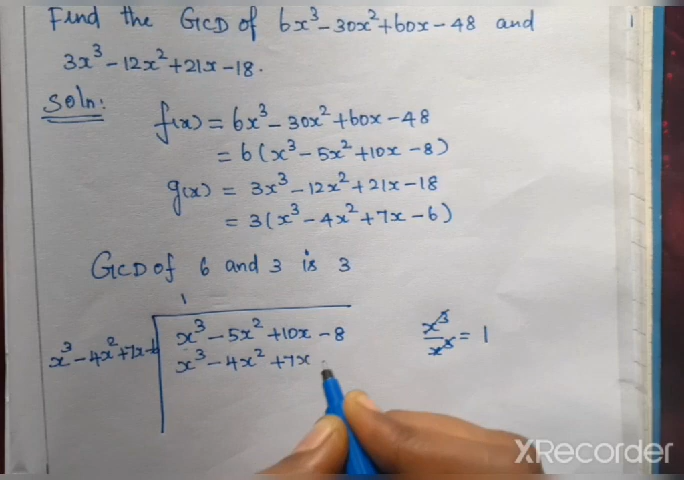 Find the GCD of 6x³ – 30x² + 60x – 48 and
3x³ – 12x² + 21x – 18.
Soln:
f(x) = 6x³ – 30x² + 60x – 48
= 6(x³ – 5x² + 10x – 8)
g(x) = 3x³ – 12x² + 21x – 18
= 3(x³ – 4x² + 7x – 6)
GCD of 6 and 3 is 3
1
x³ – 4x² + 7x – 6
x³ – 5x² + 10x – 8
x³/x³ = 1
x³ – 4x² + 7x
XRecorder